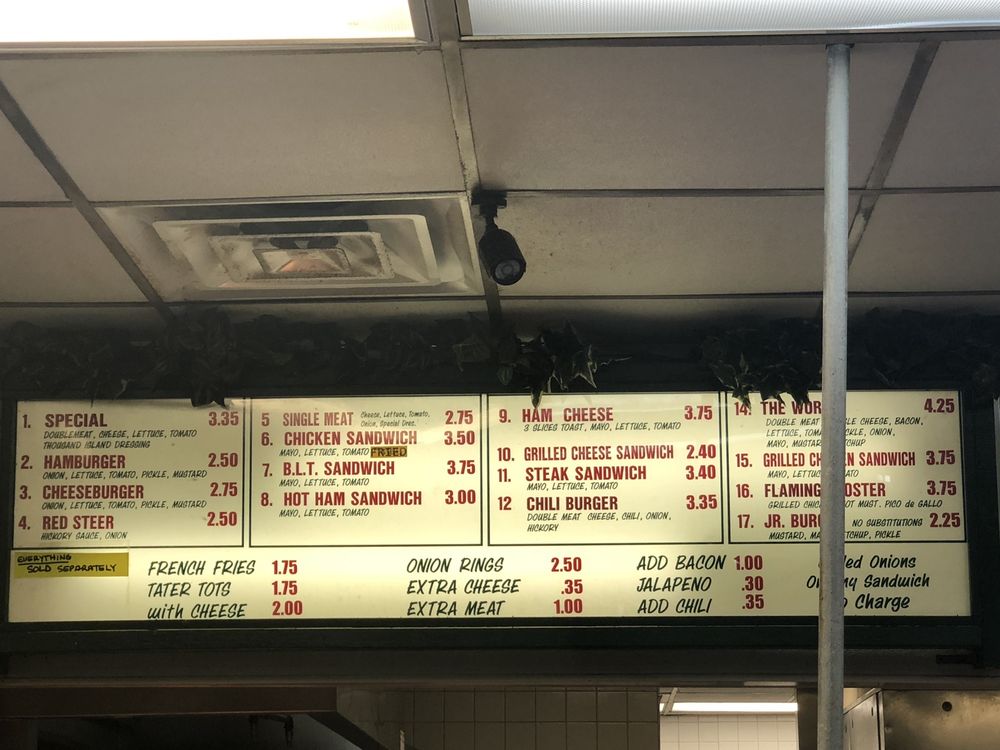 1. SPECIAL 3.35
DOUBLEMEAT, CHEESE, LETTUCE, TOMATO
THOUSAND ISLAND DRESSING
2. HAMBURGER 2.50
ONION, LETTUCE, TOMATO, PICKLE, MUSTARD
3. CHEESEBURGER 2.75
ONION, LETTUCE, TOMATO, PICKLE, MUSTARD
4. RED STEER 2.50
HICKORY SAUCE, ONION
5 SINGLE MEAT Cheese, Lettuce, Tomato, 2.75
Onion, Special Dres.
6. CHICKEN SANDWICH 3.50
MAYO, LETTUCE, TOMATO FRIED
7. B.L.T. SANDWICH 3.75
MAYO, LETTUCE, TOMATO
8. HOT HAM SANDWICH 3.00
MAYO, LETTUCE, TOMATO
9. HAM CHEESE 3.75
3 SLICES TOAST, MAYO, LETTUCE, TOMATO
10. GRILLED CHEESE SANDWICH 2.40
11. STEAK SANDWICH 3.40
MAYO, LETTUCE, TOMATO
12 CHILI BURGER 3.35
DOUBLE MEAT CHEESE, CHILI, ONION,
HICKORY
14. THE 4.25
DOUBLE MEAT CHEESE, BACON,
LETTUCE, ONION,
MAYO,
15. GRILLED SANDWICH 3.75
LETTUCE, TOMATO
16. FLAMING 3.75
GRILLED MUST. PICO de GALLO
17. JR. NO SUBSTITUTIONS 2.25
MUSTARD, PICKLE
EVERYTHING
SOLD SEPARATELY
FRENCH FRIES 1.75
TATER TOTS 1.75
with CHEESE 2.00
ONION RINGS 2.50
EXTRA CHEESE .35
EXTRA MEAT 1.00
ADD BACON 1.00
JALAPENO .30
ADD CHILI .35
Onions
Sandwich
Charge